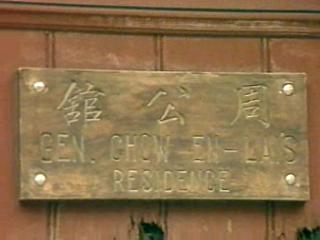 館 公 周
GEN. CHOW EN-LAI'S
RESIDENCE